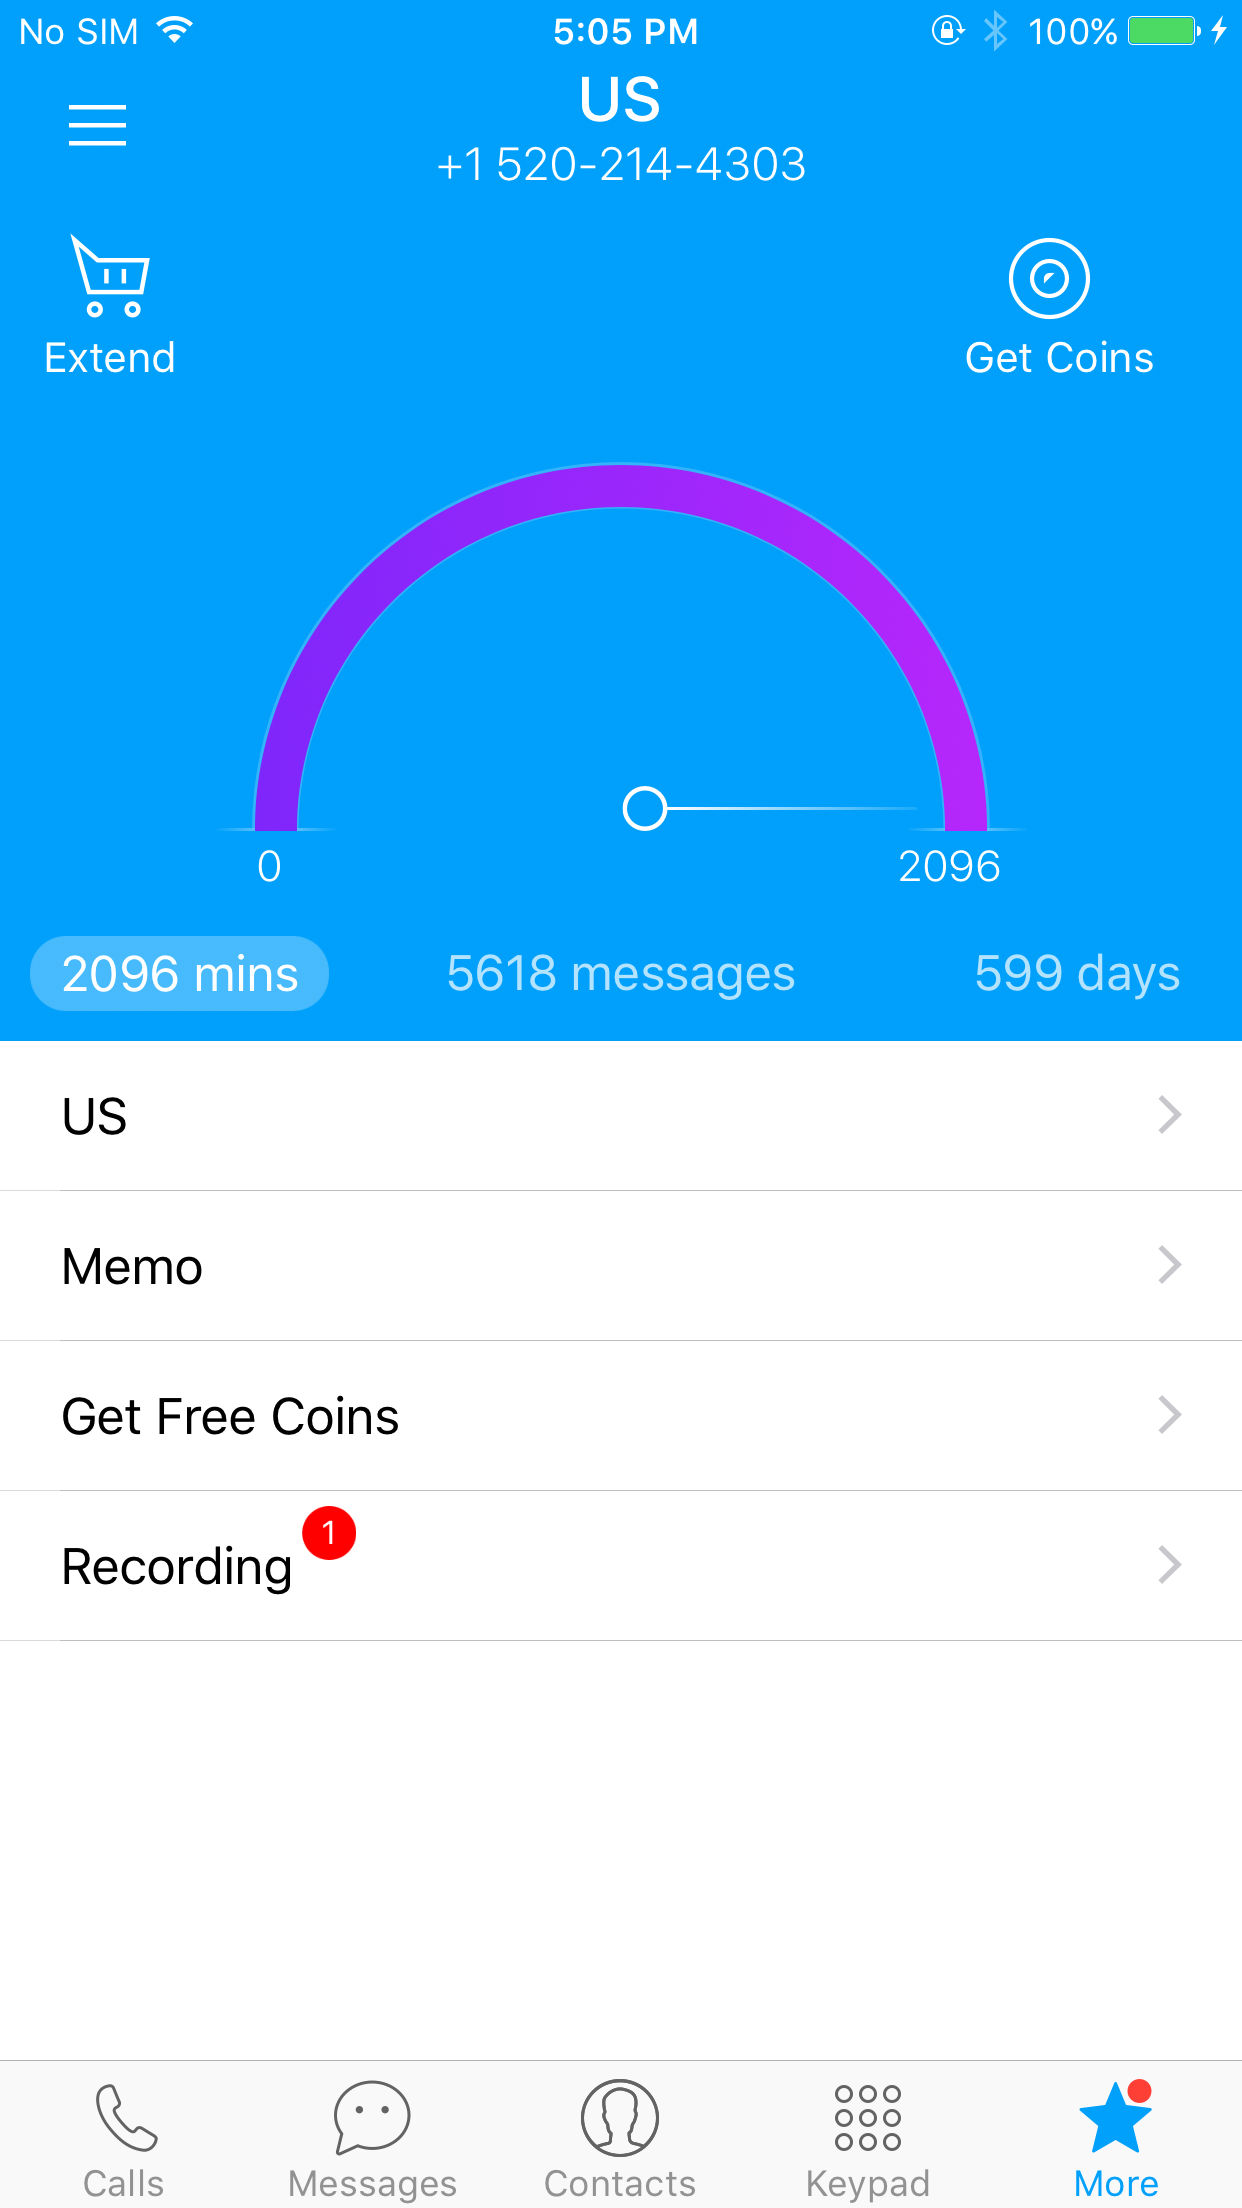 No SIM 5:05 PM 100%
US
+1 520-214-4303
Extend Get Coins
0 2096
2096 mins 5618 messages 599 days
US
Memo
Get Free Coins
Recording 1
Calls Messages Contacts Keypad More